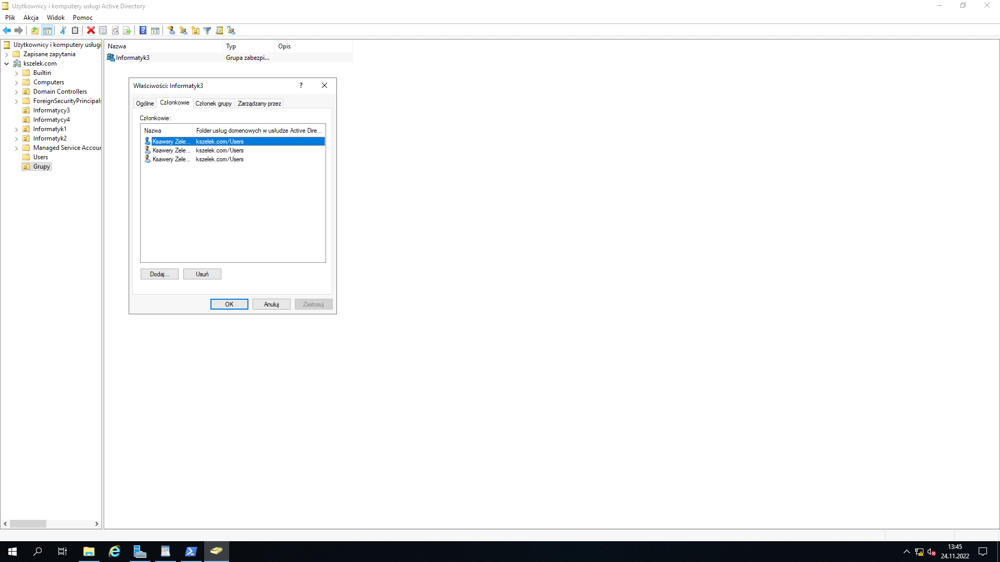 Użytkownicy i komputery usługi Active Directory
Plik Akcja Widok Pomoc
Użytkownicy i komputery usługi
Zapisane zapytania
kszelek.com
Builtin
Computers
Domain Controllers
ForeignSecurityPrincipals
Informatycy3
Informatycy4
Informatyk1
Informatyk2
Managed Service Accour
Users
Grupy
Nazwa Typ Opis
Informatyk3 Grupa zabezpi...
Właściwości: Informatyk3 ?
Ogólne Członkowie Członek grupy Zarządzany przez
Członkowie:
Nazwa Folder usług domenowych w usłudze Active Dire...
Ksawery Zele... kszelek.com/Users
Ksawery Zele... kszelek.com/Users
Ksawery Zele... kszelek.com/Users
Dodaj... Usuń
OK Anuluj Zastosuj
13:45
24.11.2022